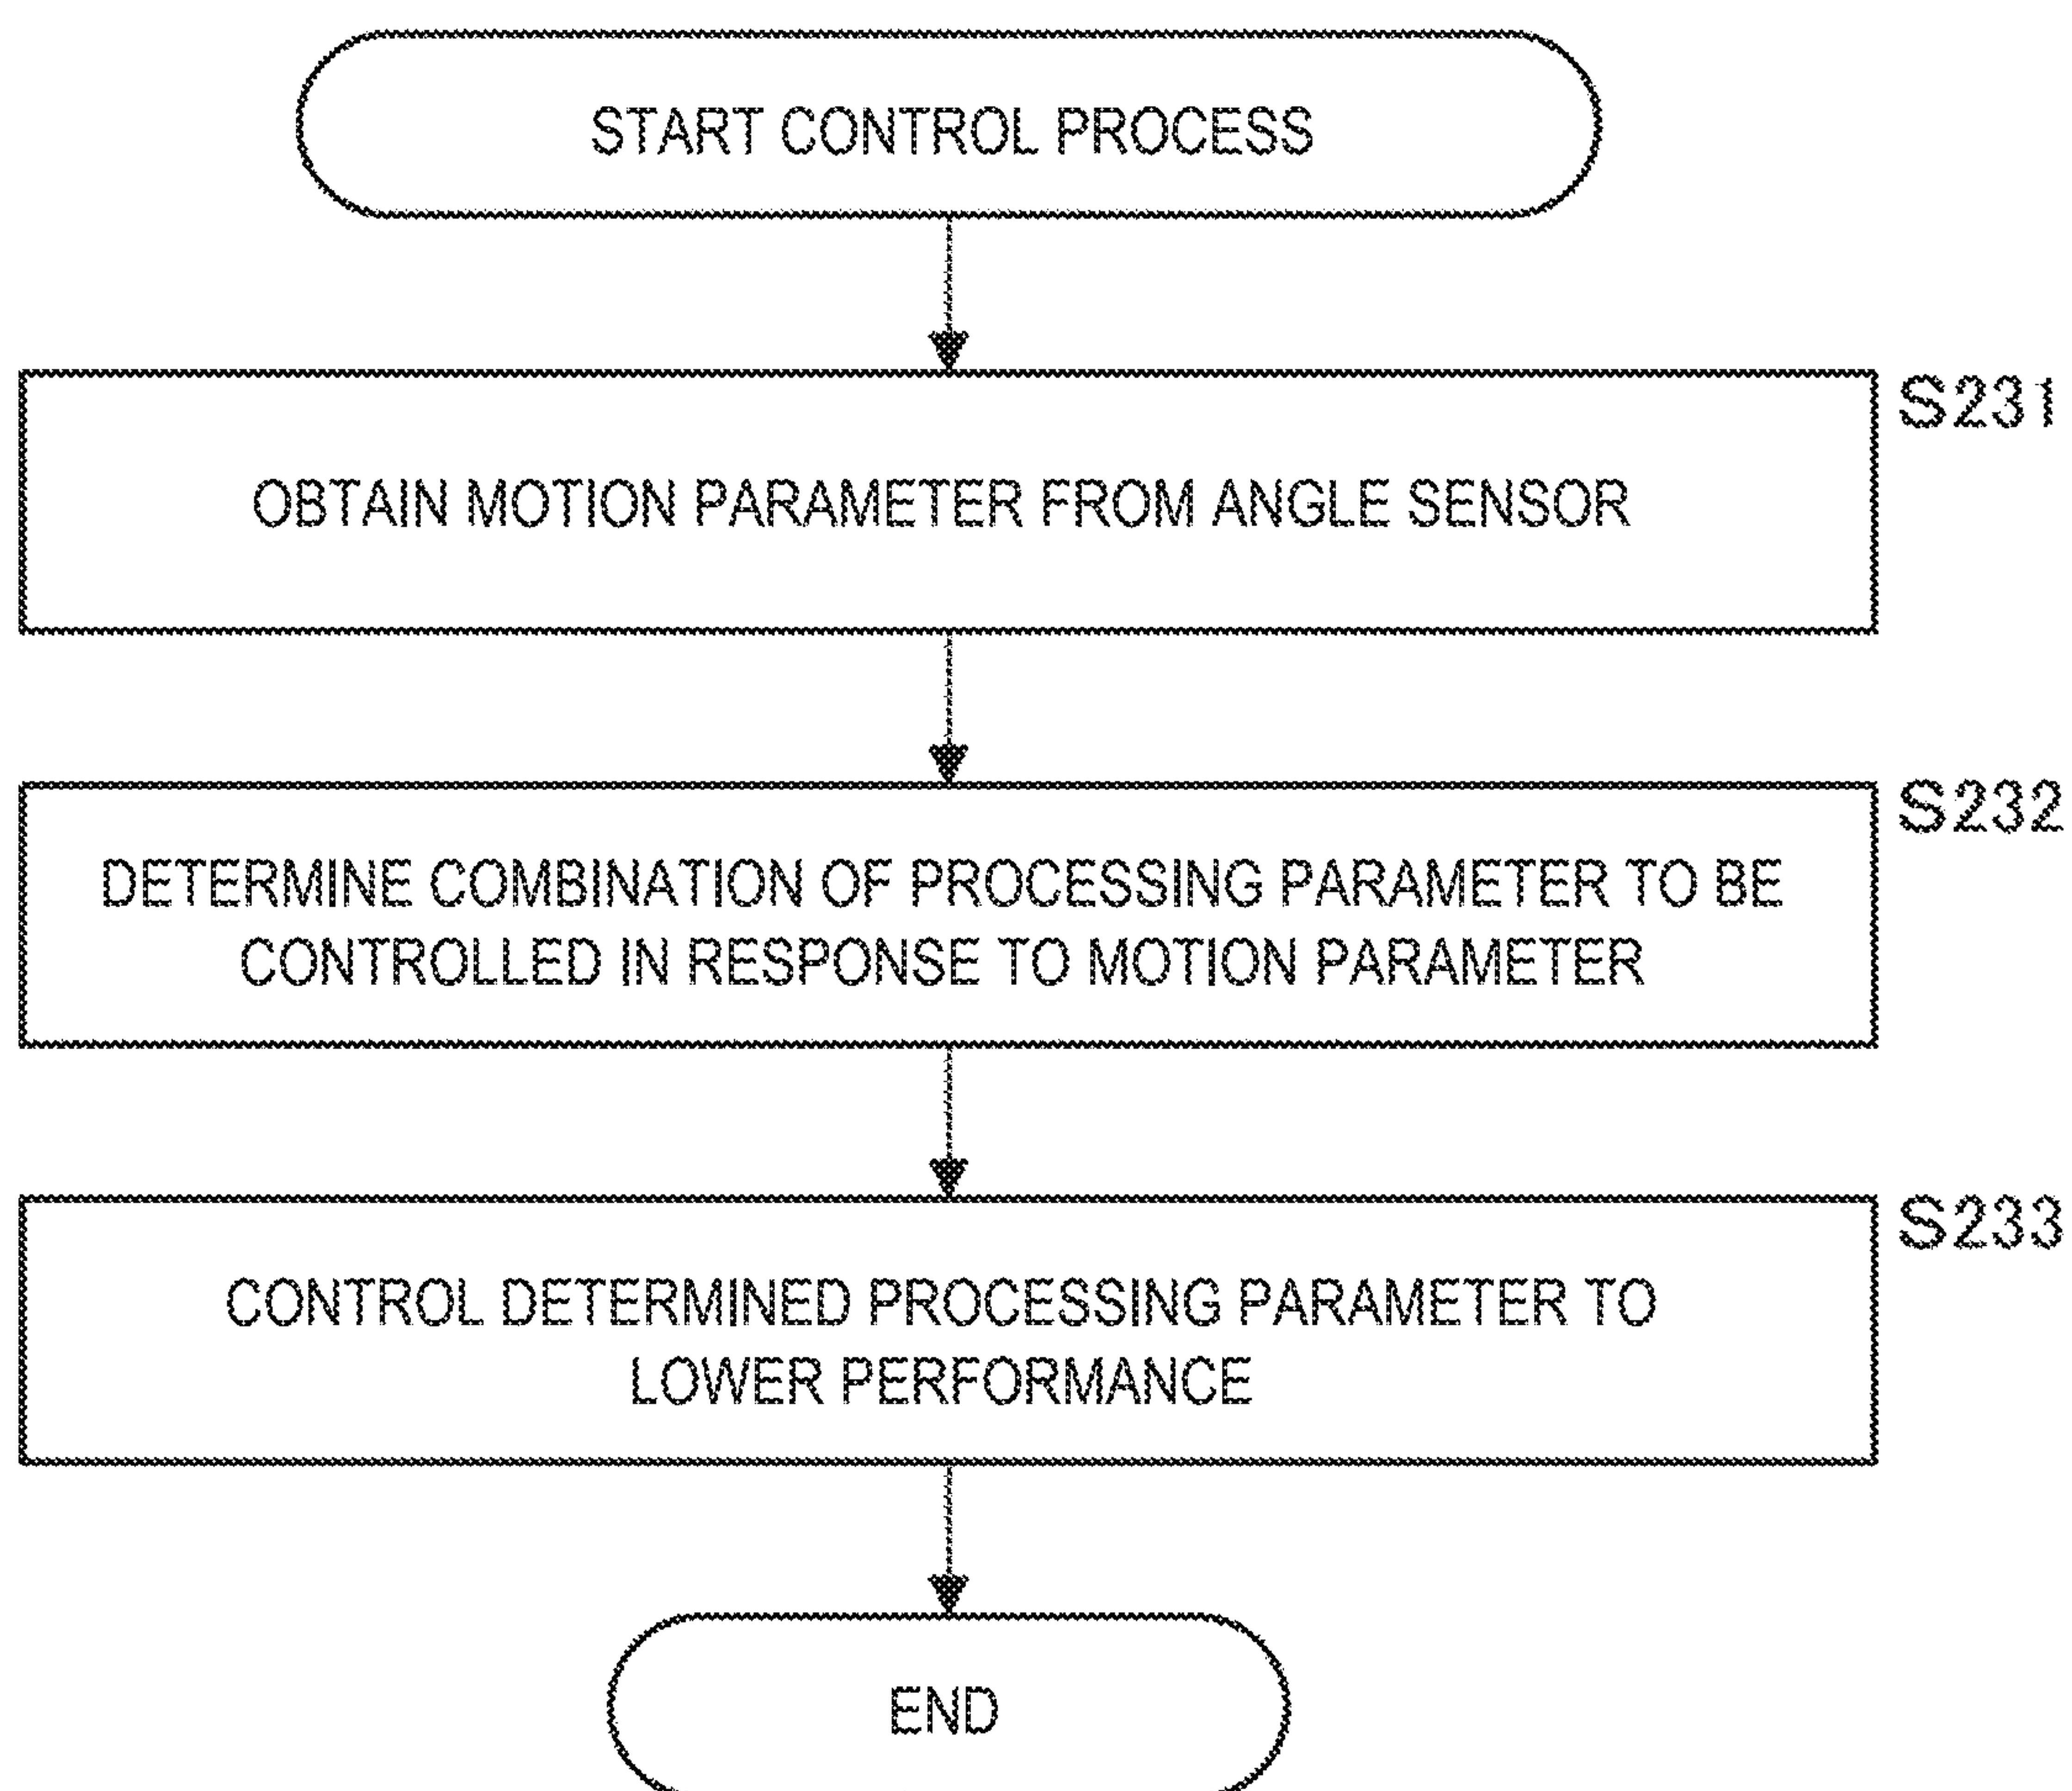 START CONTROL PROCESS
S231
OBTAIN MOTION PARAMETER FROM ANGLE SENSOR
S232
DETERMINE COMBINATION OF PROCESSING PARAMETER TO BE
CONTROLLED IN RESPONSE TO MOTION PARAMETER
S233
CONTROL DETERMINED PROCESSING PARAMETER TO
LOWER PERFORMANCE
END